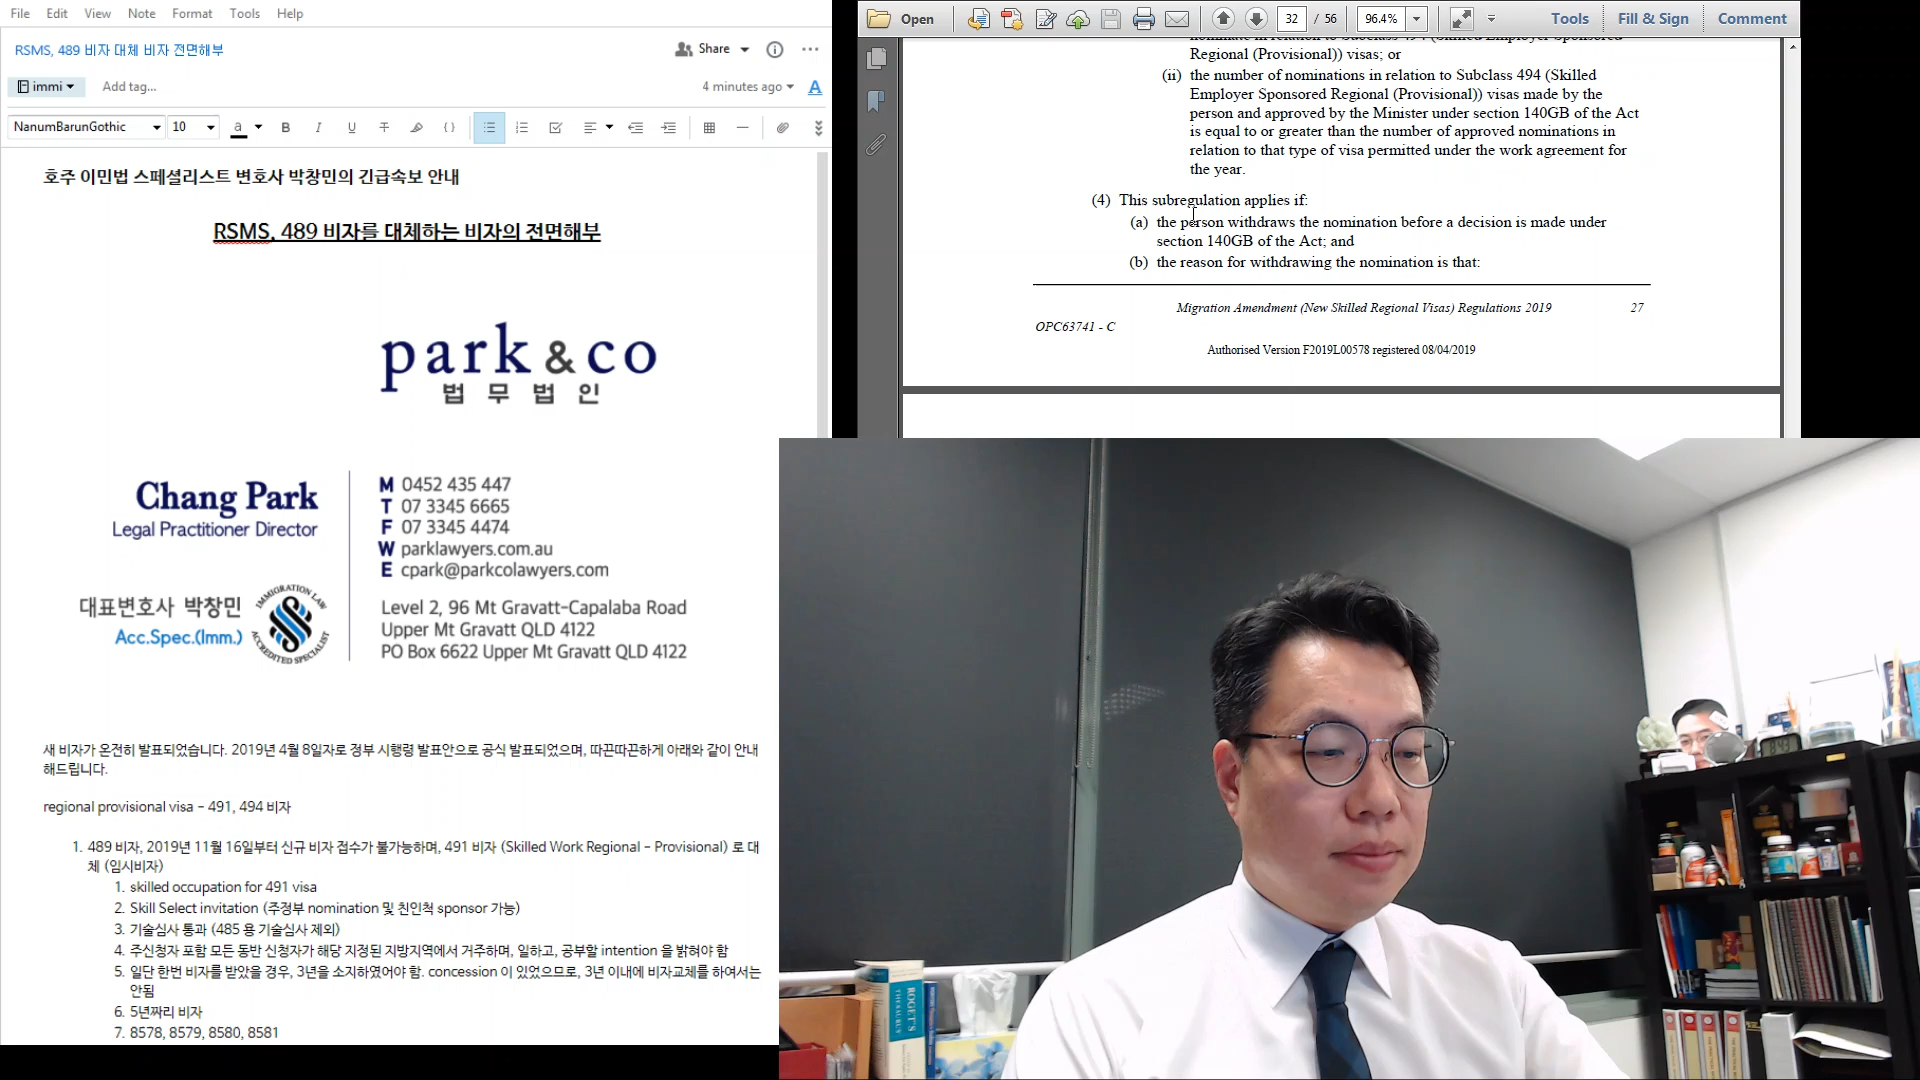 File Edit View Note Format Tools Help
RSMS, 489 비자 대체 비자 전면해부
Share
immi
Add tag...
4 minutes ago
NanumBarunGothic 10 a B I U T
호주 이민법 스페셜리스트 변호사 박창민의 긴급속보 안내
RSMS, 489 비자를 대체하는 비자의 전면해부
park & co
법 무 법 인
Chang Park
Legal Practitioner Director
대표변호사 박창민
Acc.Spec.(Imm.)
IMMIGRATION LAW
ACCREDITED SPECIALIST
M 0452 435 447
T 07 3345 6665
F 07 3345 4474
W parklawyers.com.au
E cpark@parkcolawyers.com
Level 2, 96 Mt Gravatt-Capalaba Road
Upper Mt Gravatt QLD 4122
PO Box 6622 Upper Mt Gravatt QLD 4122
새 비자가 온전히 발표되었습니다. 2019년 4월 8일자로 정부 시행령 발표안으로 공식 발표되었으며, 따끈따끈하게 아래와 같이 안내
해드립니다.
regional provisional visa – 491, 494 비자
1. 489 비자, 2019년 11월 16일부터 신규 비자 접수가 불가능하며, 491 비자 (Skilled Work Regional – Provisional) 로 대
체 (임시비자)
1. skilled occupation for 491 visa
2. Skill Select invitation (주정부 nomination 및 친인척 sponsor 가능)
3. 기술심사 통과 (485 용 기술심사 제외)
4. 주신청자 포함 모든 동반 신청자가 해당 지정된 지방지역에서 거주하며, 일하고, 공부할 intention 을 밝혀야 함
5. 일단 한번 비자를 받았을 경우, 3년을 소지하였어야 함. concession 이 있었으므로, 3년 이내에 비자교체를 하여서는
안됨
6. 5년짜리 비자
7. 8578, 8579, 8580, 8581
Open 32 / 56 96.4% Tools Fill & Sign Comment
nominate in relation to Subclass 494 (Skilled Employer Sponsored
Regional (Provisional)) visas; or
(ii) the number of nominations in relation to Subclass 494 (Skilled
Employer Sponsored Regional (Provisional)) visas made by the
person and approved by the Minister under section 140GB of the Act
is equal to or greater than the number of approved nominations in
relation to that type of visa permitted under the work agreement for
the year.
(4) This subregulation applies if:
(a) the person withdraws the nomination before a decision is made under
section 140GB of the Act; and
(b) the reason for withdrawing the nomination is that:
Migration Amendment (New Skilled Regional Visas) Regulations 2019 27
OPC63741 - C
Authorised Version F2019L00578 registered 08/04/2019
ROGET'S
THESAURUS